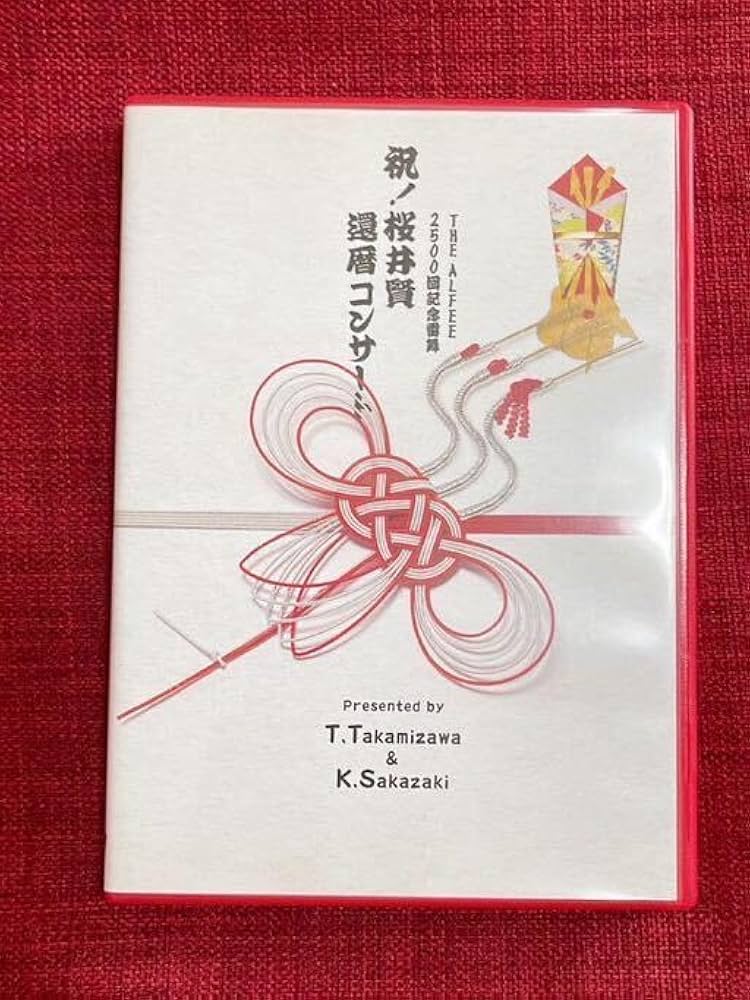 THE ALFEE
2500回記念番外
祝！桜井賢
還暦コンサート
Presented by
T.Takamizawa
&
K.Sakazaki